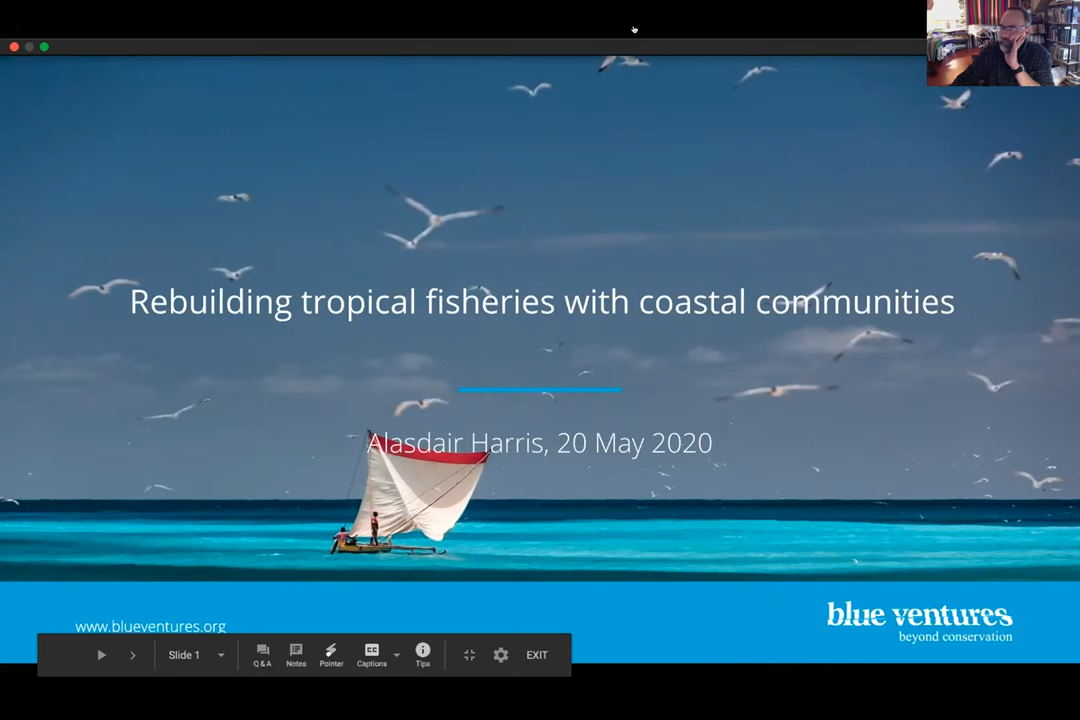 Rebuilding tropical fisheries with coastal communities
Alasdair Harris, 20 May 2020
www.blueventures.org
blue ventures
beyond conservation
Slide 1
Q&A
Notes
Pointer
CC
Captions
Tips
EXIT